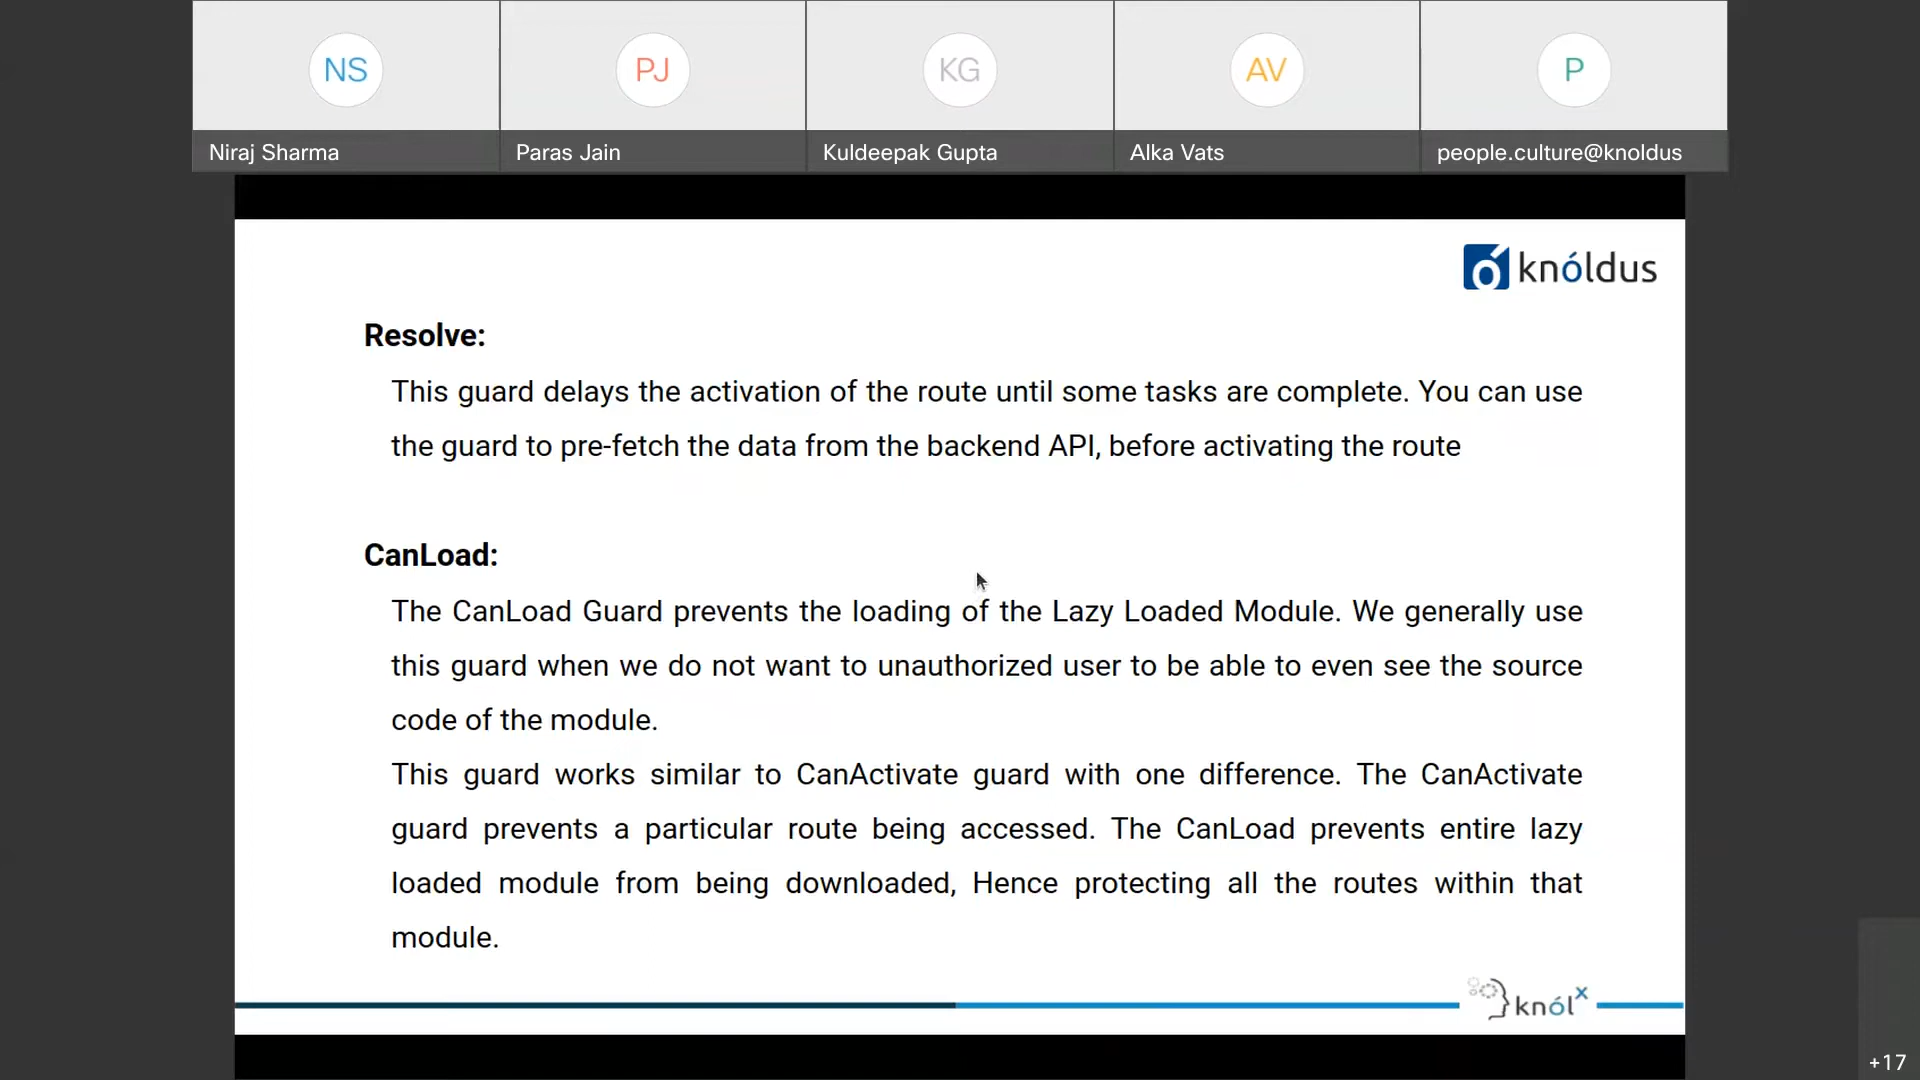 NS
PJ
KG
AV
P
Niraj Sharma
Paras Jain
Kuldeepak Gupta
Alka Vats
people.culture@knoldus
knóldus
Resolve:
This guard delays the activation of the route until some tasks are complete. You can use
the guard to pre-fetch the data from the backend API, before activating the route
CanLoad:
The CanLoad Guard prevents the loading of the Lazy Loaded Module. We generally use
this guard when we do not want to unauthorized user to be able to even see the source
code of the module.
This guard works similar to CanActivate guard with one difference. The CanActivate
guard prevents a particular route being accessed. The CanLoad prevents entire lazy
loaded module from being downloaded, Hence protecting all the routes within that
module.
knólx
+17